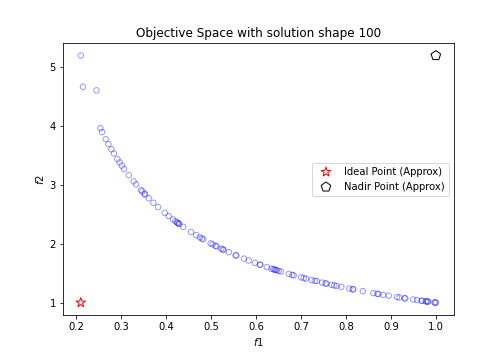 Objective Space with solution shape 100
f2
5
4
3
2
1
Ideal Point (Approx)
Nadir Point (Approx)
0.2 0.3 0.4 0.5 0.6 0.7 0.8 0.9 1.0
f1